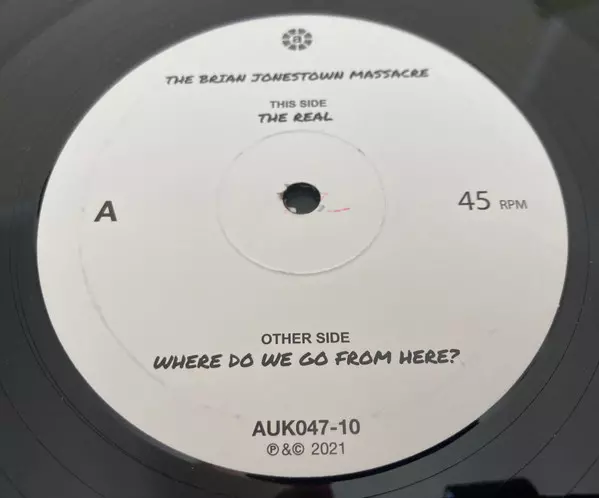 a
THE BRIAN JONESTOWN MASSACRE
THIS SIDE
THE REAL
A
45 RPM
OTHER SIDE
WHERE DO WE GO FROM HERE?
AUK047-10
℗&© 2021